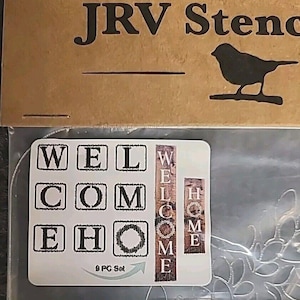 JRV Stenc
W E L
C O M
E H
9 PC Set
WELCOME
HOME